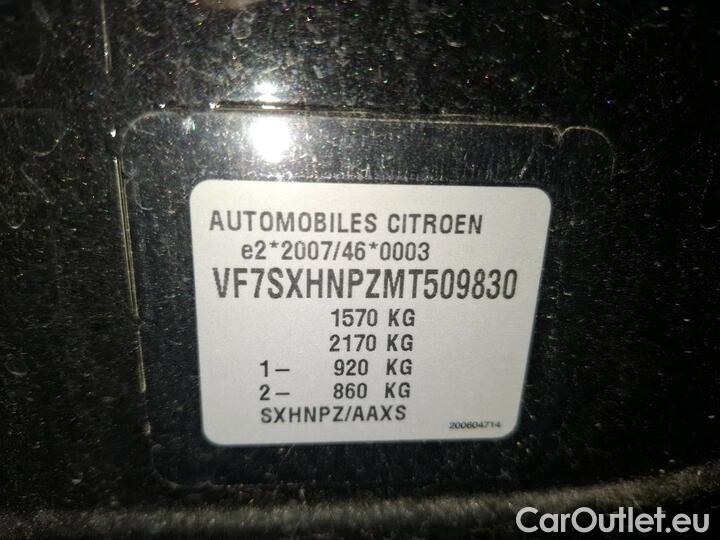 AUTOMOBILES CITROEN
e2*2007/46*0003
VF7SXHNPZMT509830
1570 KG
2170 KG
1- 920 KG
2- 860 KG
SXHNPZ/AAXS
200604714
CarOutlet.eu